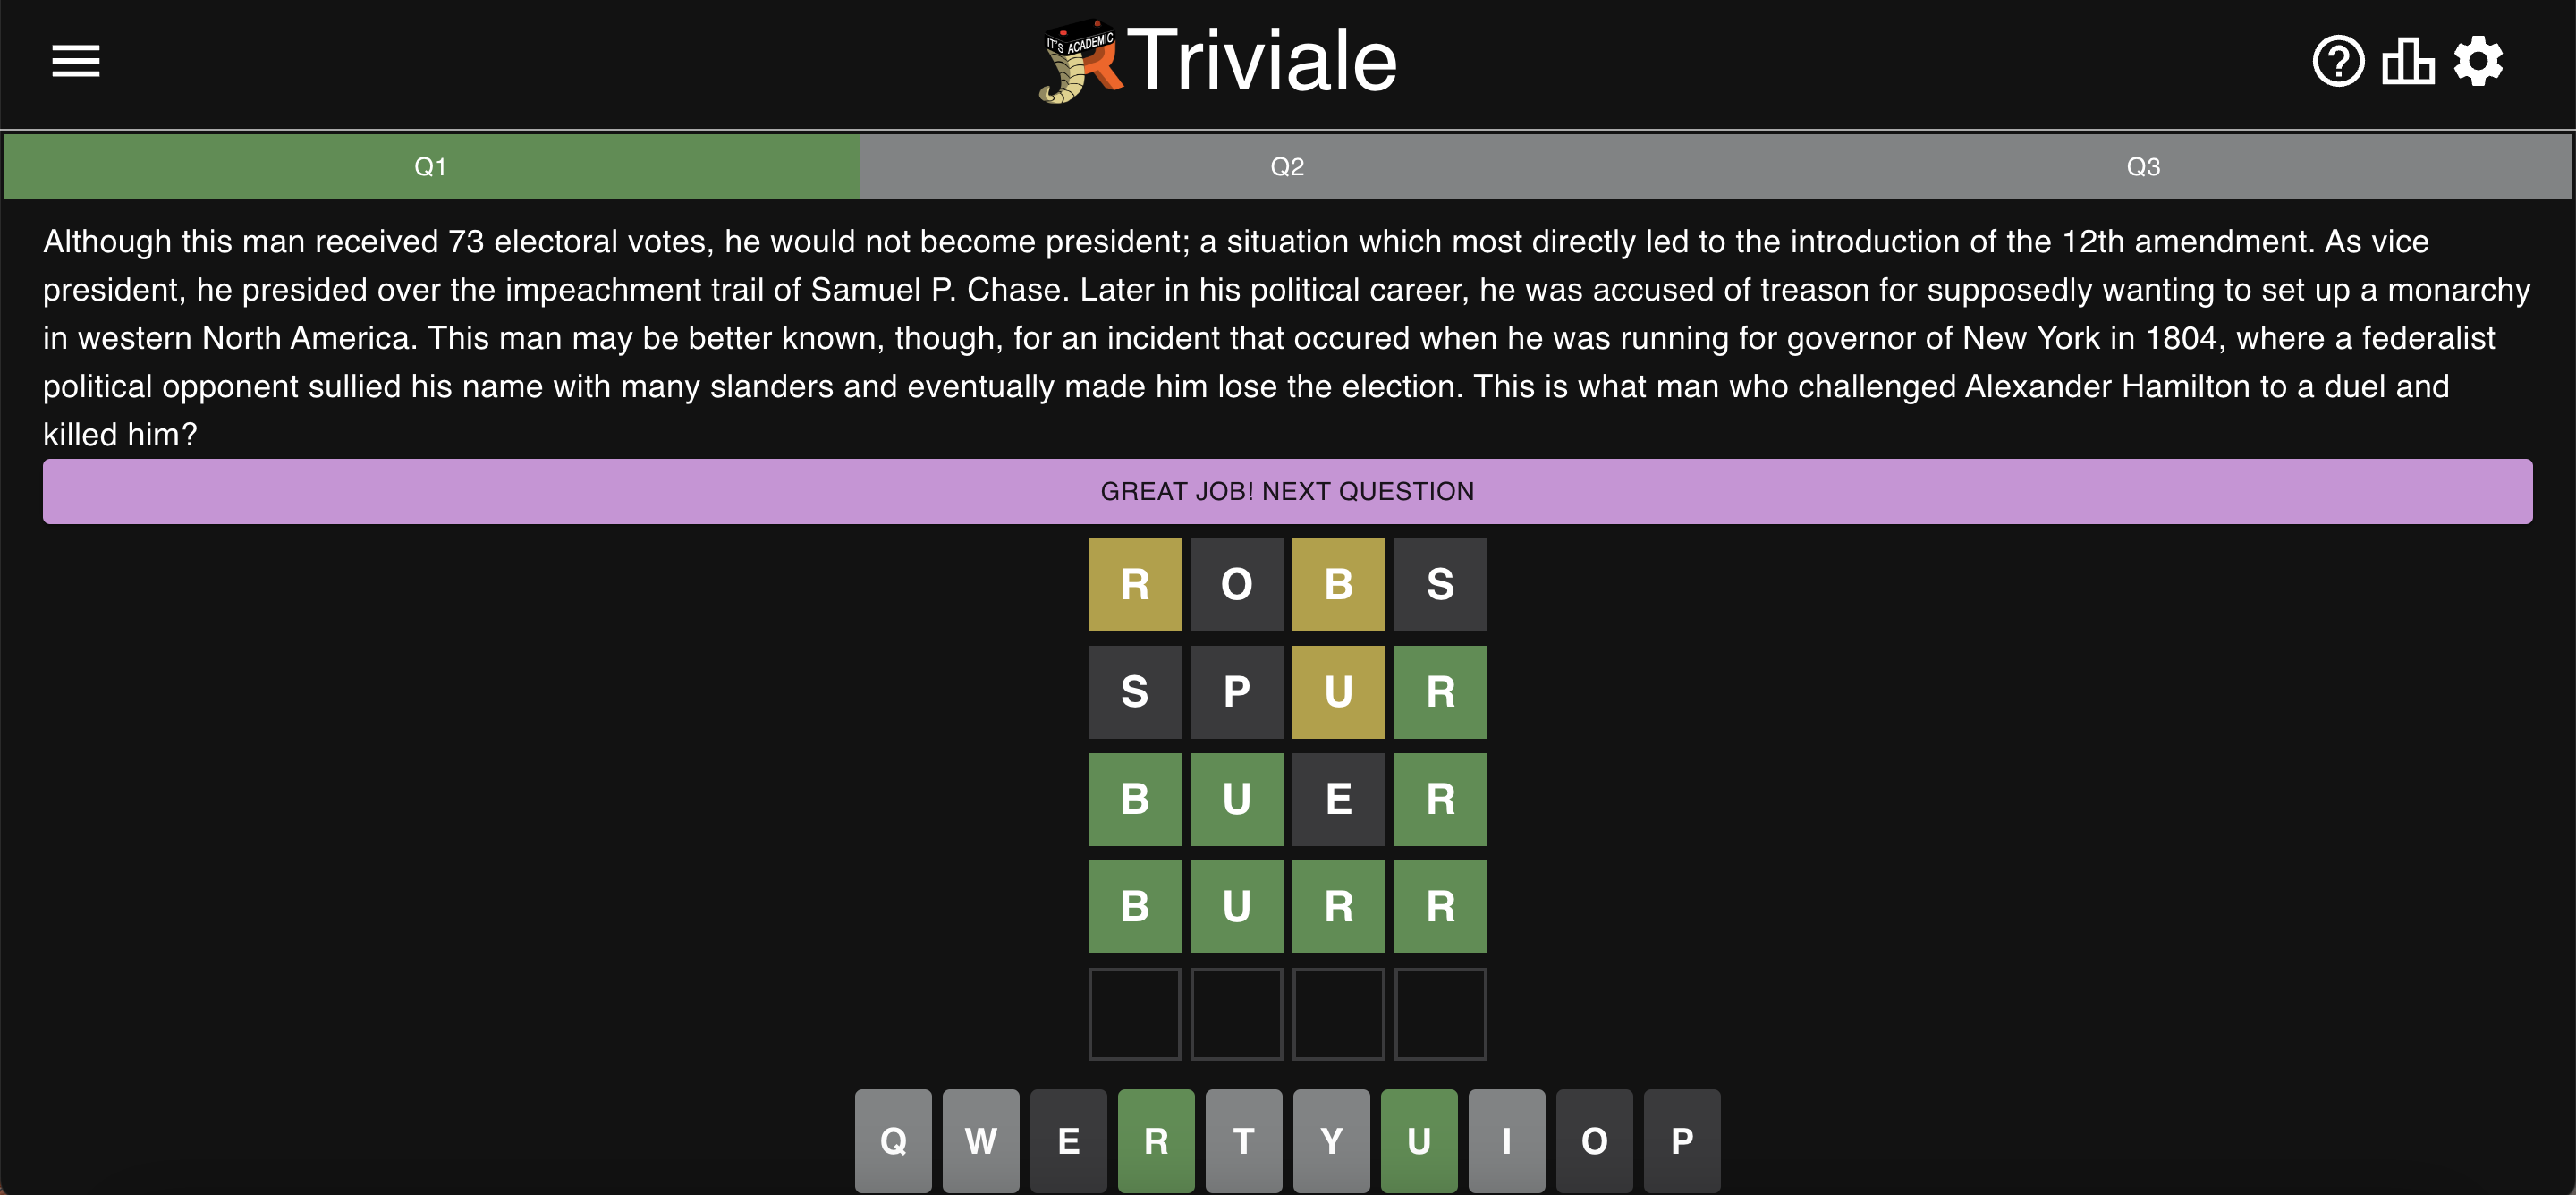 IT'S ACADEMIC
Triviale
Q1 Q2 Q3
Although this man received 73 electoral votes, he would not become president; a situation which most directly led to the introduction of the 12th amendment. As vice
president, he presided over the impeachment trail of Samuel P. Chase. Later in his political career, he was accused of treason for supposedly wanting to set up a monarchy
in western North America. This man may be better known, though, for an incident that occured when he was running for governor of New York in 1804, where a federalist
political opponent sullied his name with many slanders and eventually made him lose the election. This is what man who challenged Alexander Hamilton to a duel and
killed him?
GREAT JOB! NEXT QUESTION
R O B S
S P U R
B U E R
B U R R
Q W E R T Y U I O P